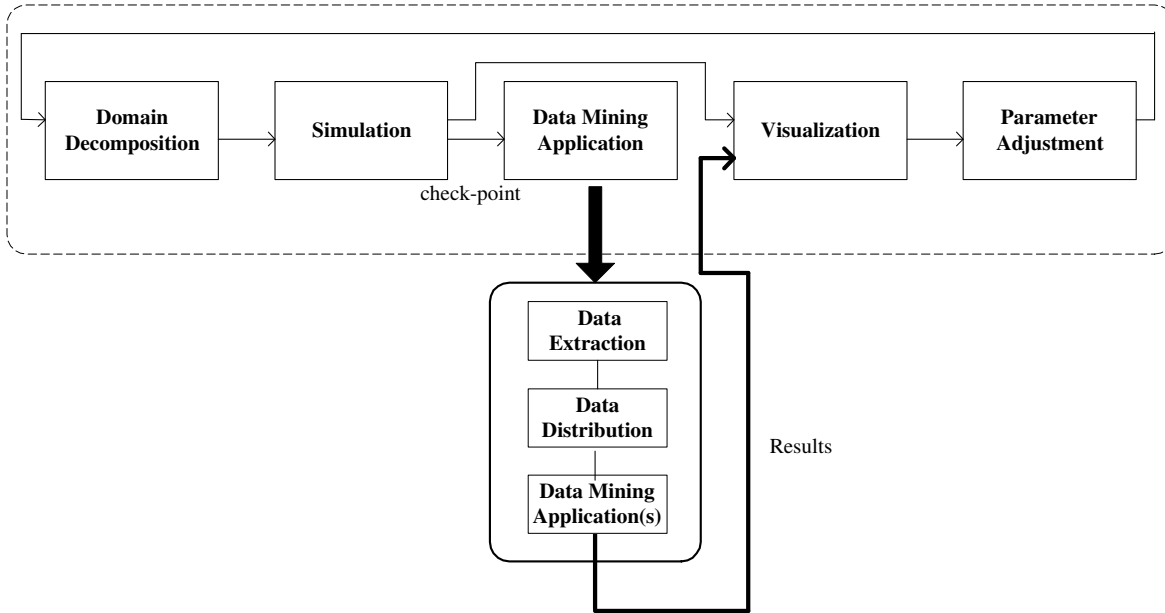 Domain
Decomposition
Simulation
Data Mining
Application
Visualization
Parameter
Adjustment
check-point
Data
Extraction
Data
Distribution
Results
Data Mining
Application(s)